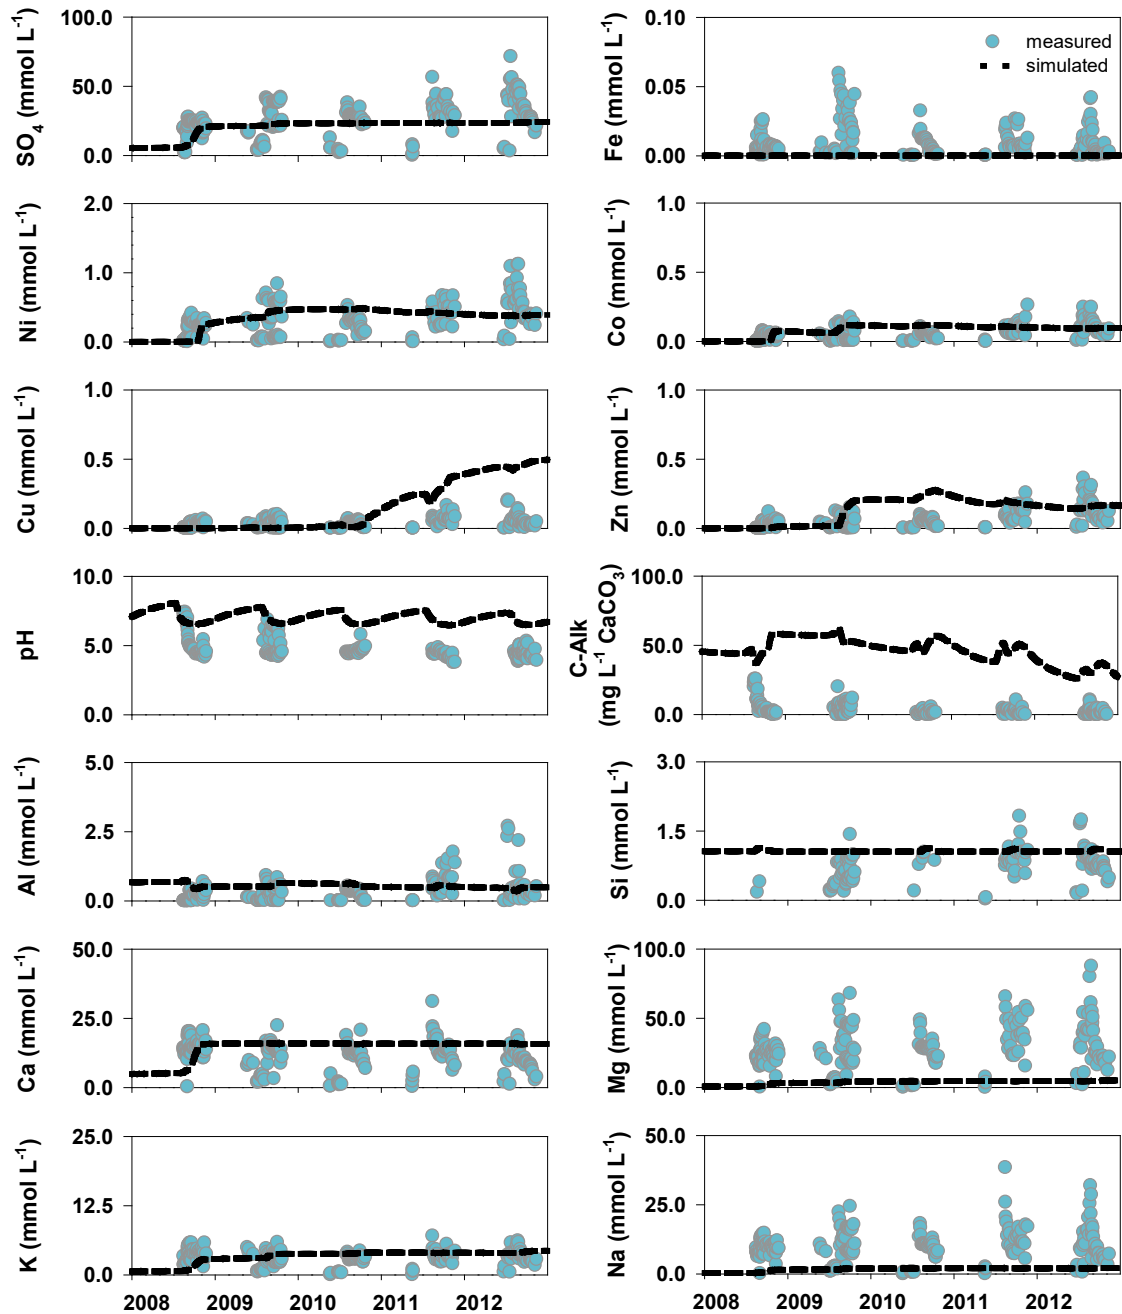 SO4 (mmol L-1)
100.0
50.0
0.0
Fe (mmol L-1)
0.10
0.05
0.00
measured
simulated
Ni (mmol L-1)
2.0
1.0
0.0
Co (mmol L-1)
1.0
0.5
0.0
Cu (mmol L-1)
1.0
0.5
0.0
Zn (mmol L-1)
1.0
0.5
0.0
pH
10.0
5.0
0.0
C-Alk
(mg L-1 CaCO3)
100.0
50.0
0.0
Al (mmol L-1)
5.0
2.5
0.0
Si (mmol L-1)
3.0
1.5
0.0
Ca (mmol L-1)
50.0
25.0
0.0
Mg (mmol L-1)
100.0
50.0
0.0
K (mmol L-1)
25.0
12.5
0.0
2008 2009 2010 2011 2012
Na (mmol L-1)
50.0
25.0
0.0
2008 2009 2010 2011 2012